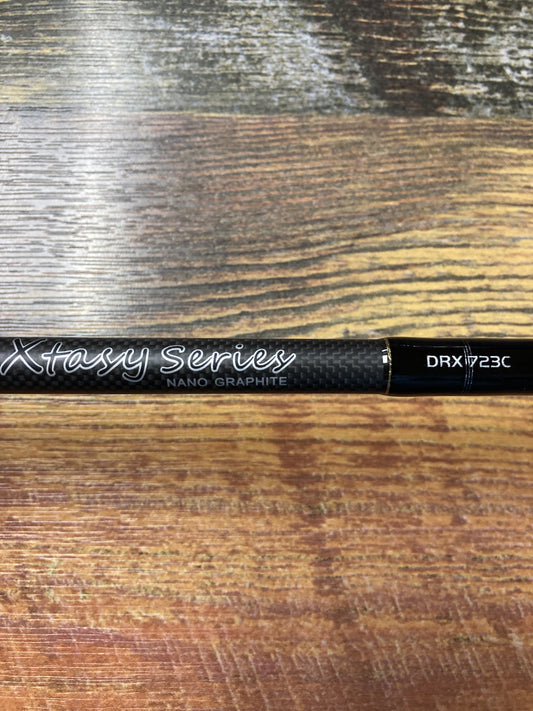 Xtasy Series
NANO GRAPHITE
DRX 723C